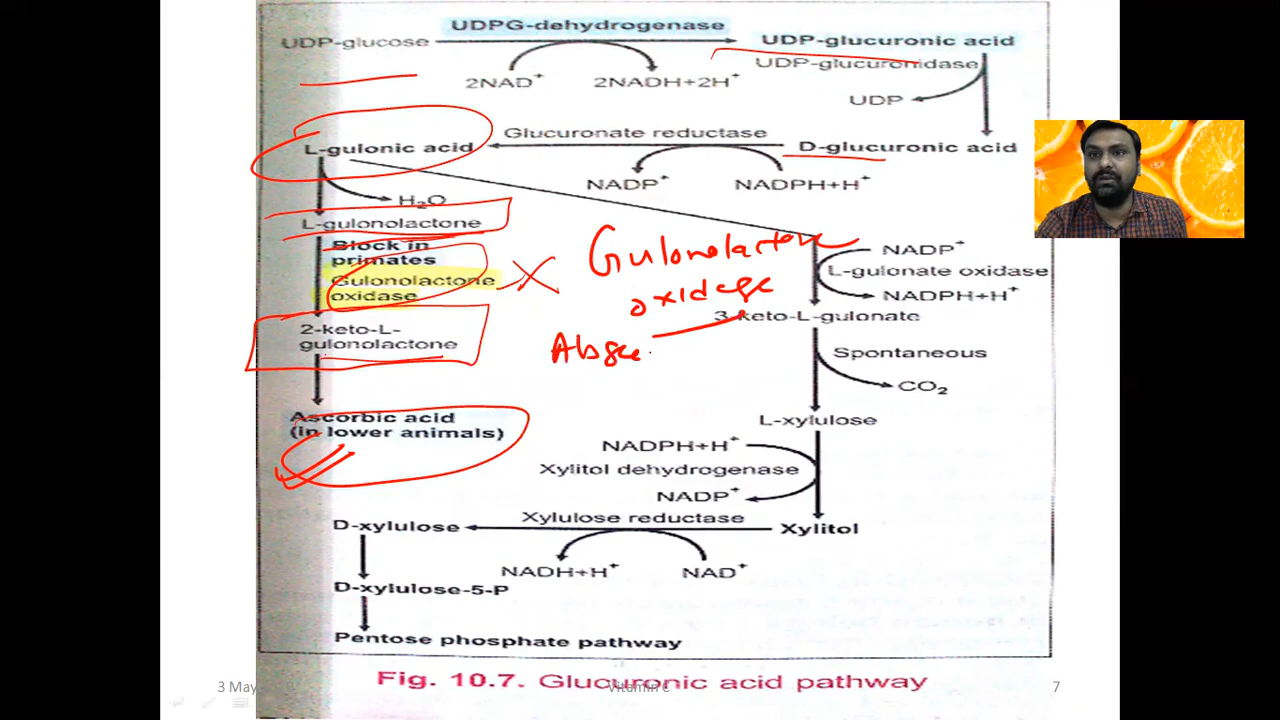 UDPG-dehydrogenase
UDP-glucose
UDP-glucuronic acid
UDP-glucuronidase
2NAD+
2NADH+2H+
UDP
Glucuronate reductase
L-gulonic acid
D-glucuronic acid
NADP+
NADPH+H+
H2O
L-gulonolactone
Block in
primates
Gulonolactone
oxidase
Gulonolactone
oxidase
NADP+
L-gulonate oxidase
NADPH+H+
3-keto-L-gulonate
2-keto-L-
gulonolactone
Spontaneous
CO2
Ascorbic acid
(in lower animals)
L-xylulose
NADPH+H+
Xylitol dehydrogenase
NADP+
D-xylulose
Xylulose reductase
Xylitol
NADH+H+
NAD+
D-xylulose-5-P
Pentose phosphate pathway
Fig. 10.7. Glucuronic acid pathway
3 May
Vitamin C
7